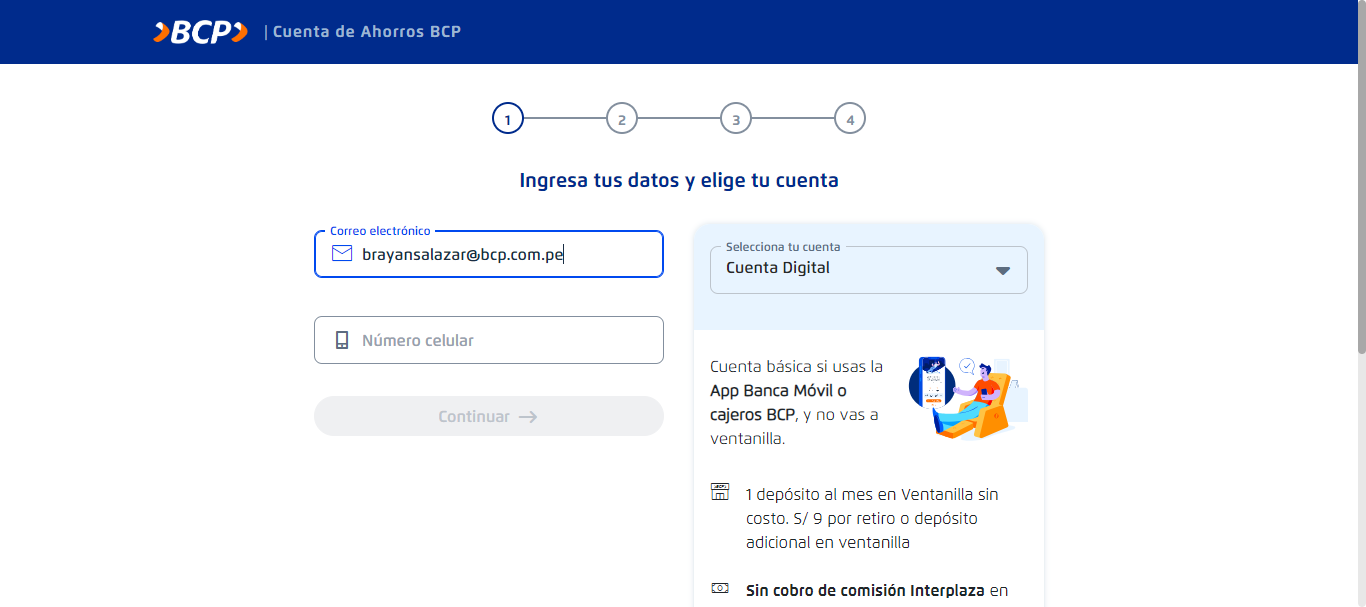 BCP | Cuenta de Ahorros BCP
1 2 3 4
Ingresa tus datos y elige tu cuenta
Correo electrónico
brayansalazar@bcp.com.pe
Número celular
Continuar →
Selecciona tu cuenta
Cuenta Digital
Cuenta básica si usas la
App Banca Móvil o
cajeros BCP, y no vas a
ventanilla.
1 depósito al mes en Ventanilla sin
costo. S/ 9 por retiro o depósito
adicional en ventanilla
Sin cobro de comisión Interplaza en